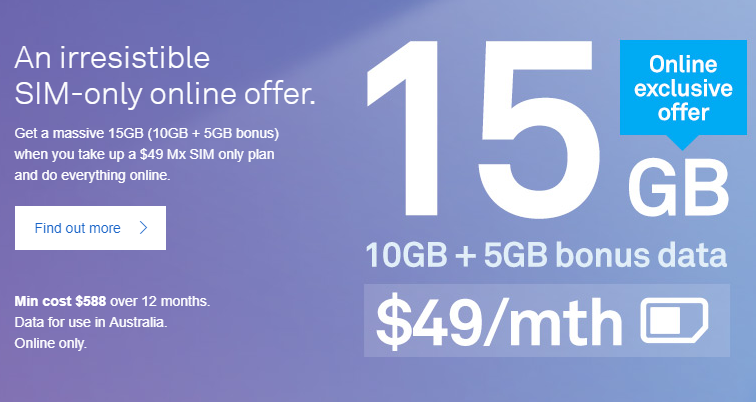 An irresistible
SIM-only online offer.
Get a massive 15GB (10GB + 5GB bonus)
when you take up a $49 Mx SIM only plan
and do everything online.
Find out more
Min cost $588 over 12 months.
Data for use in Australia.
Online only.
15
GB
Online
exclusive
offer
10GB + 5GB bonus data
$49/mth